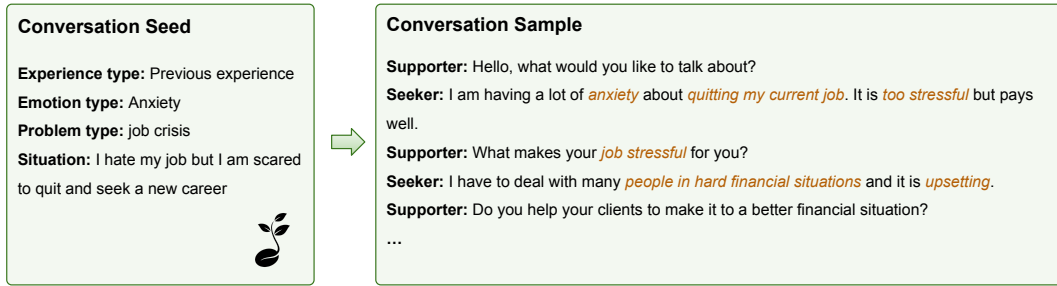 Conversation Seed
Experience type: Previous experience
Emotion type: Anxiety
Problem type: job crisis
Situation: I hate my job but I am scared
to quit and seek a new career
Conversation Sample
Supporter: Hello, what would you like to talk about?
Seeker: I am having a lot of anxiety about quitting my current job. It is too stressful but pays
well.
Supporter: What makes your job stressful for you?
Seeker: I have to deal with many people in hard financial situations and it is upsetting.
Supporter: Do you help your clients to make it to a better financial situation?
...